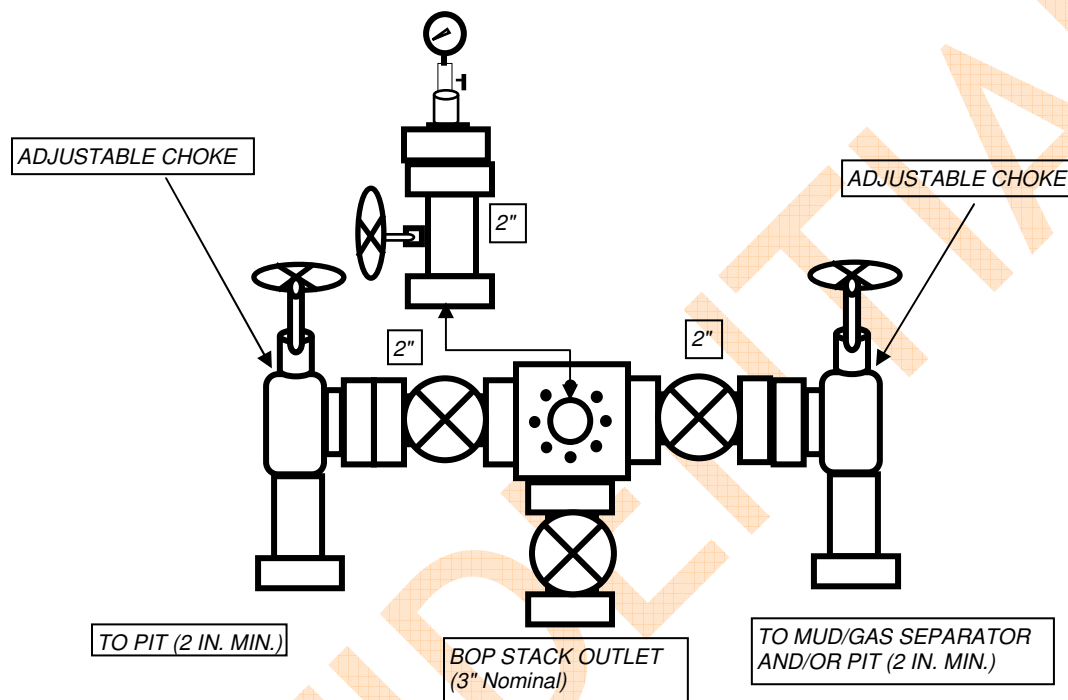 ADJUSTABLE CHOKE
ADJUSTABLE CHOKE
2"
2"
2"
TO PIT (2 IN. MIN.)
BOP STACK OUTLET
(3" Nominal)
TO MUD/GAS SEPARATOR
AND/OR PIT (2 IN. MIN.)